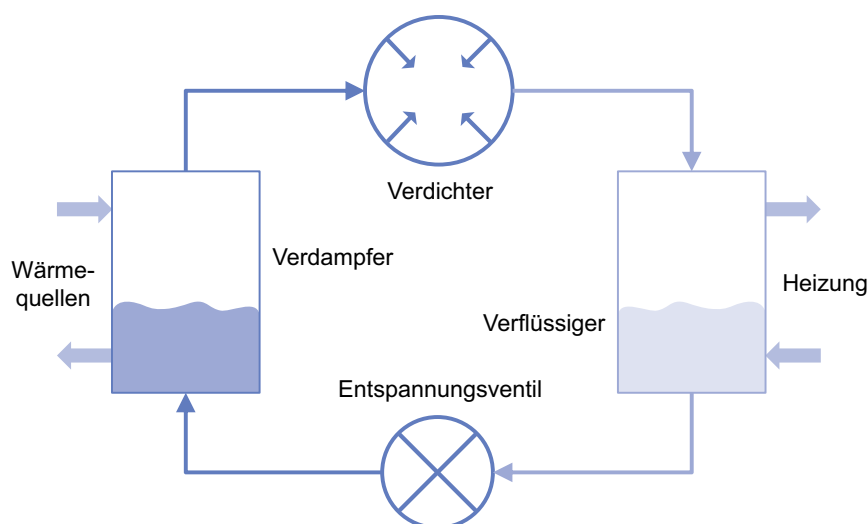 Verdichter
Wärme-
quellen
Verdampfer
Verflüssiger
Heizung
Entspannungsventil